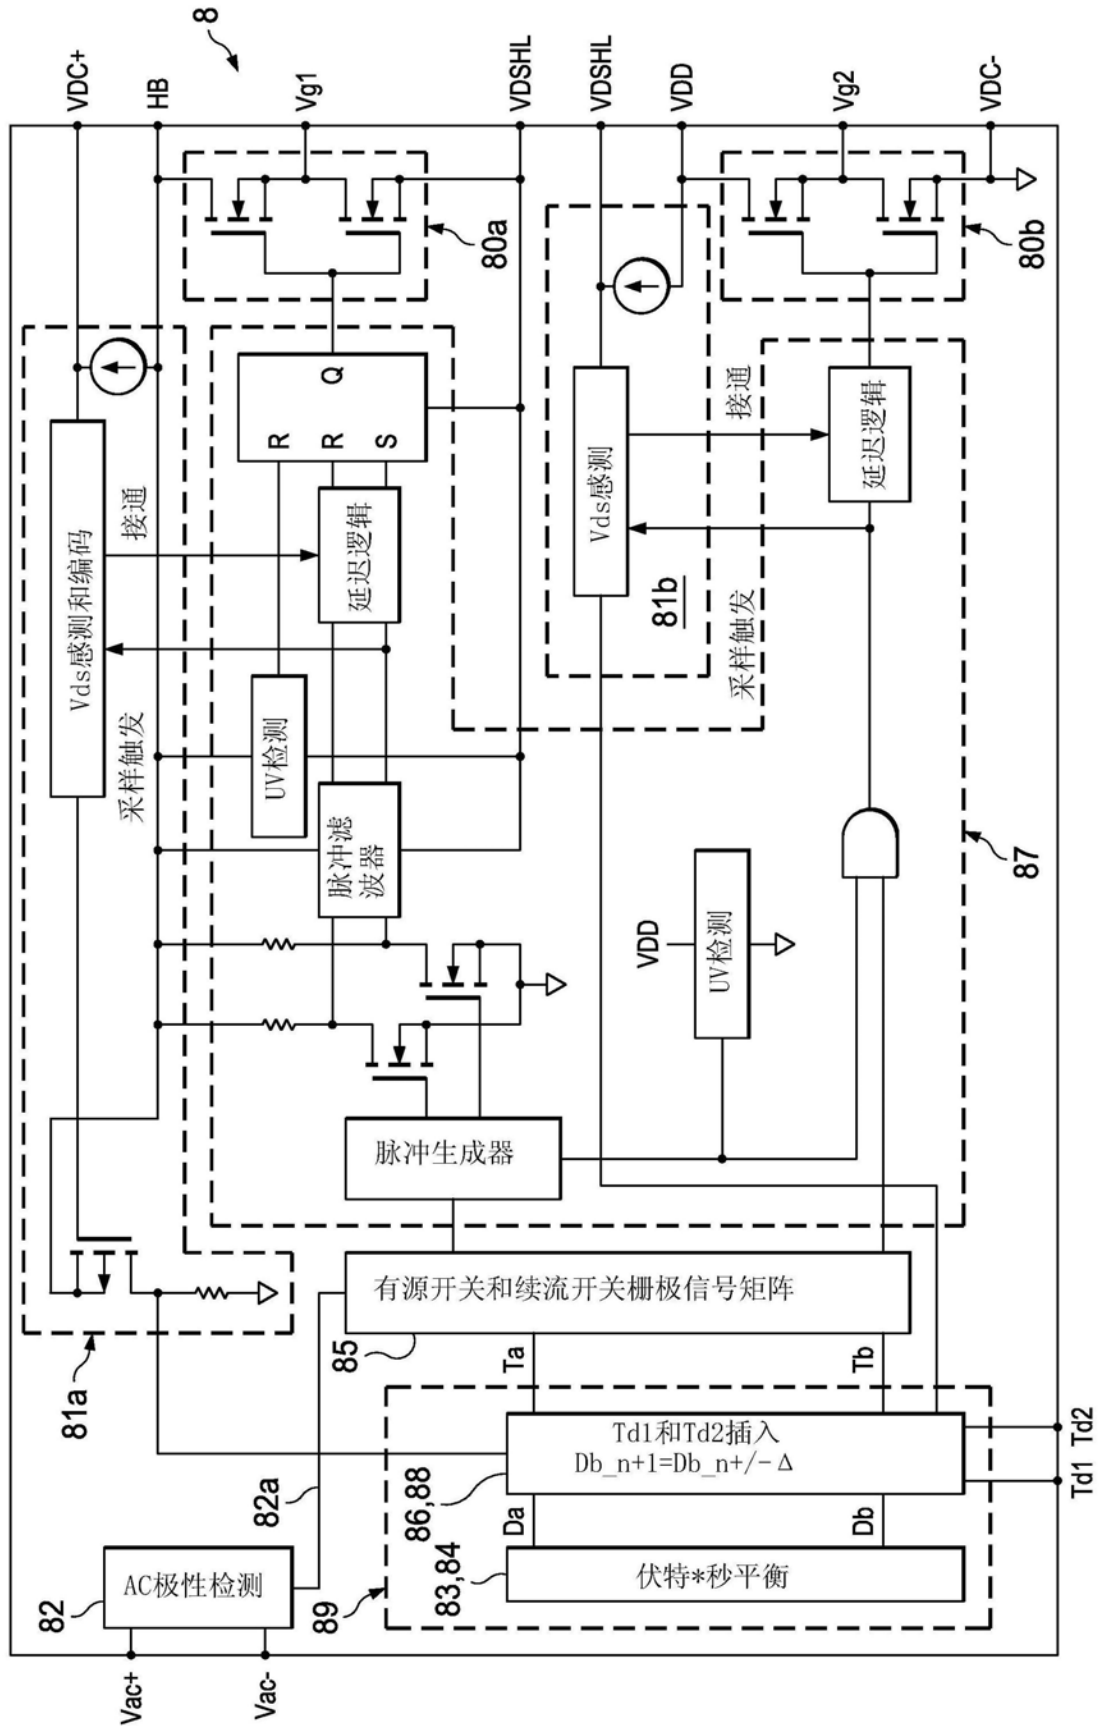 8
VDC+
HB
Vg1
VDSHL
VDSHL
VDD
Vg2
VDC-
80a
80b
Vds感测和编码
接通
采样触发
R
R
S
Q
延迟逻辑
UV检测
脉冲滤
波器
Vds感测
81b
接通
采样触发
延迟逻辑
87
VDD
UV检测
脉冲生成器
81a
有源开关和续流开关栅极信号矩阵
85
Ta
Tb
82a
Td1和Td2插入
Db_n+1=Db_n+/-Δ
86,88
Da
Db
Td1
Td2
伏特*秒平衡
83,84
89
AC极性检测
82
Vac+
Vac-